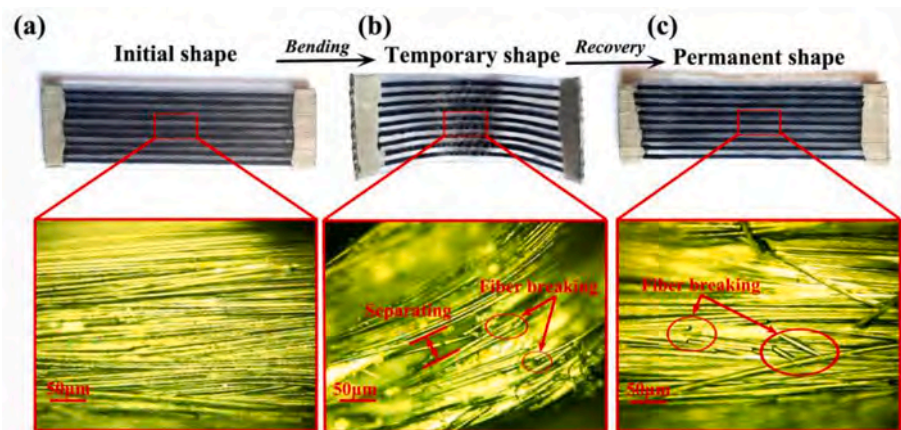 (a)
Initial shape
Bending
(b)
Temporary shape
Recovery
(c)
Permanent shape
50μm
Separating
Fiber breaking
50μm
Fiber breaking
50μm